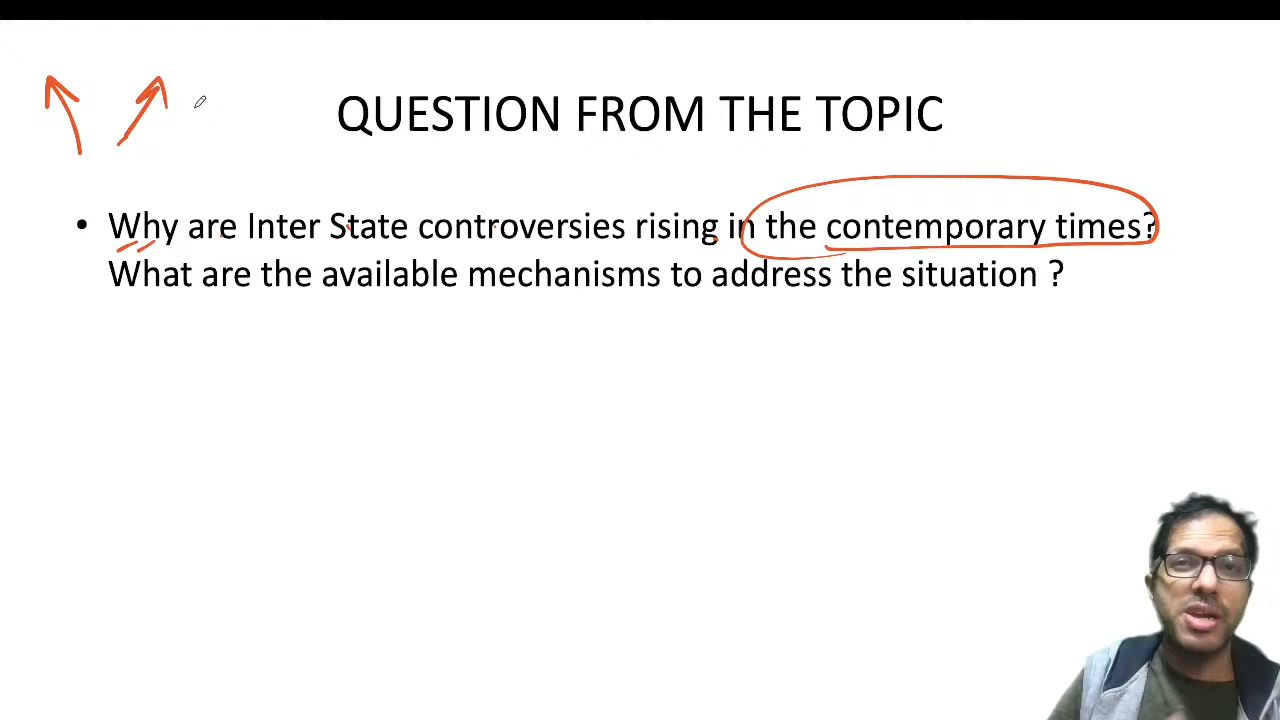 QUESTION FROM THE TOPIC
• Why are Inter State controversies rising in the contemporary times?
What are the available mechanisms to address the situation ?